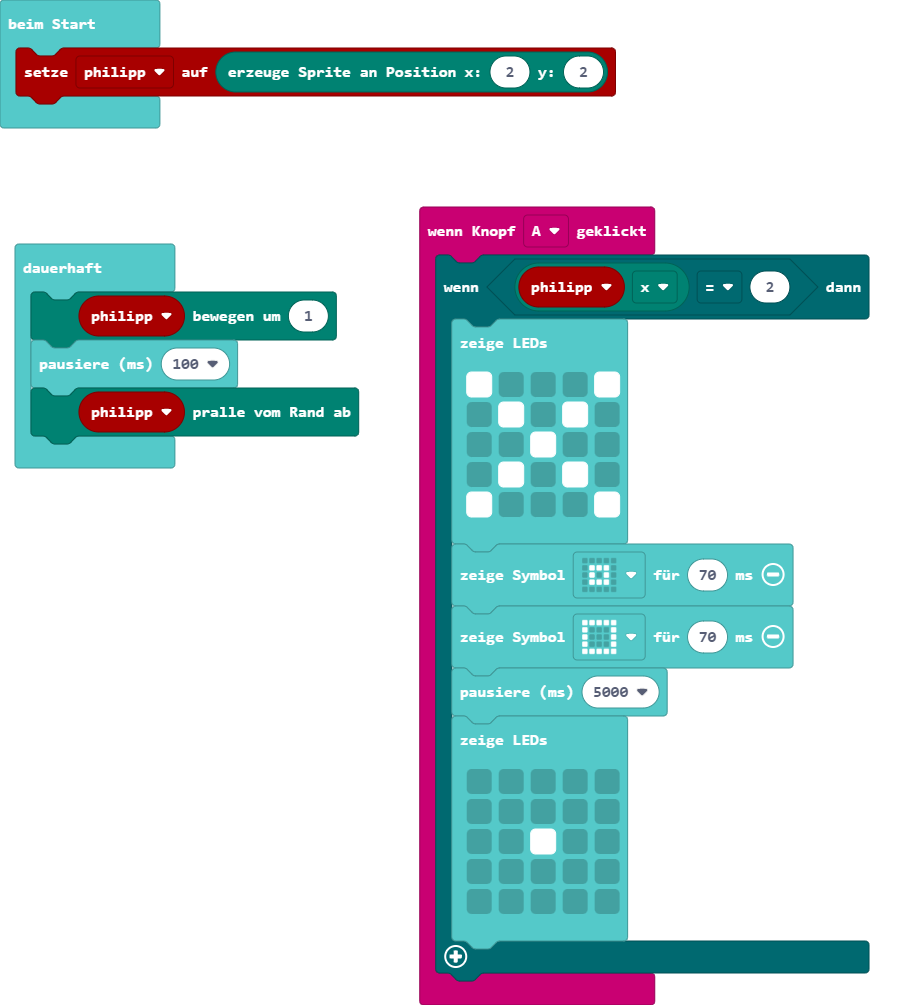 beim Start
setze philipp auf erzeuge Sprite an Position x: 2 y: 2
dauerhaft
philipp bewegen um 1
pausiere (ms) 100
philipp pralle vom Rand ab
wenn Knopf A geklickt
wenn philipp x = 2 dann
zeige LEDs
zeige Symbol für 70 ms
zeige Symbol für 70 ms
pausiere (ms) 5000
zeige LEDs